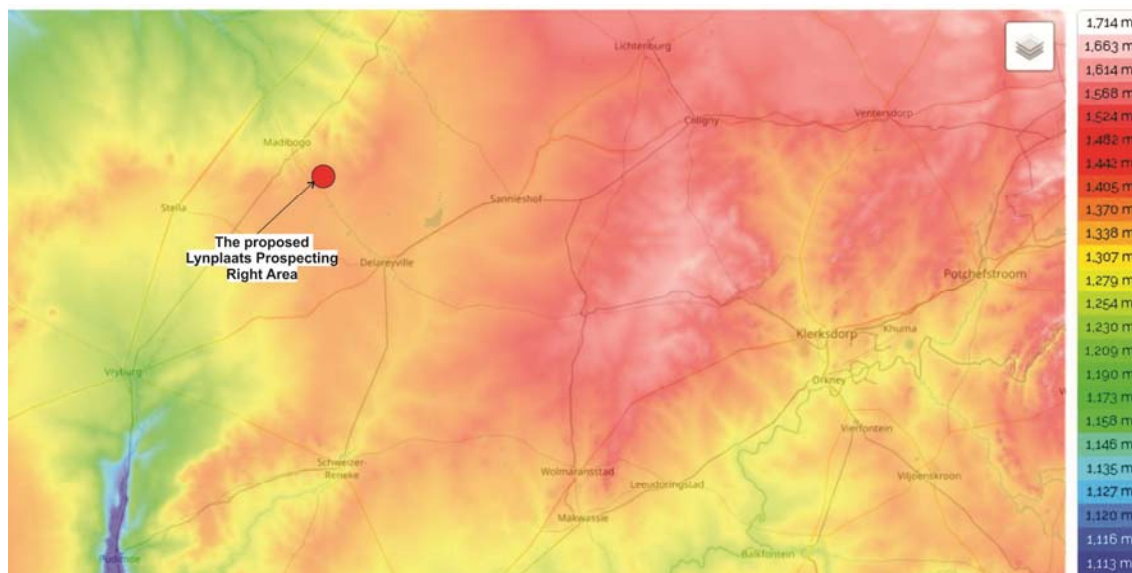 Lichtenburg
Coligny
Ventersdorp
Madibogo
Sannieshof
Stella
The proposed
Lynplaats Prospecting
Right Area
Delareyville
Potchefstroom
Klerksdorp
Khuma
Vryburg
Orkney
Vierfontein
Schweizer-
Reneke
Wolmaransstad
Leeudoringstad
Viljoenskroon
Makwassie
Balkfontein
1,714 m
1,663 m
1,614 m
1,568 m
1,524 m
1,482 m
1,442 m
1,405 m
1,370 m
1,338 m
1,307 m
1,279 m
1,254 m
1,230 m
1,209 m
1,190 m
1,173 m
1,158 m
1,146 m
1,135 m
1,127 m
1,120 m
1,116 m
1,113 m